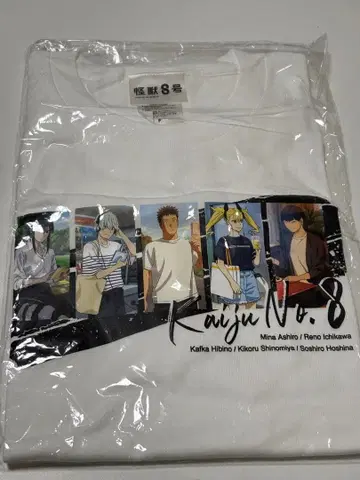 怪獣8号
Kaiju No. 8
Mina Ashiro / Reno Ichikawa
Kafka Hibino / Kikoru Shinomiya / Soshiro Hoshina